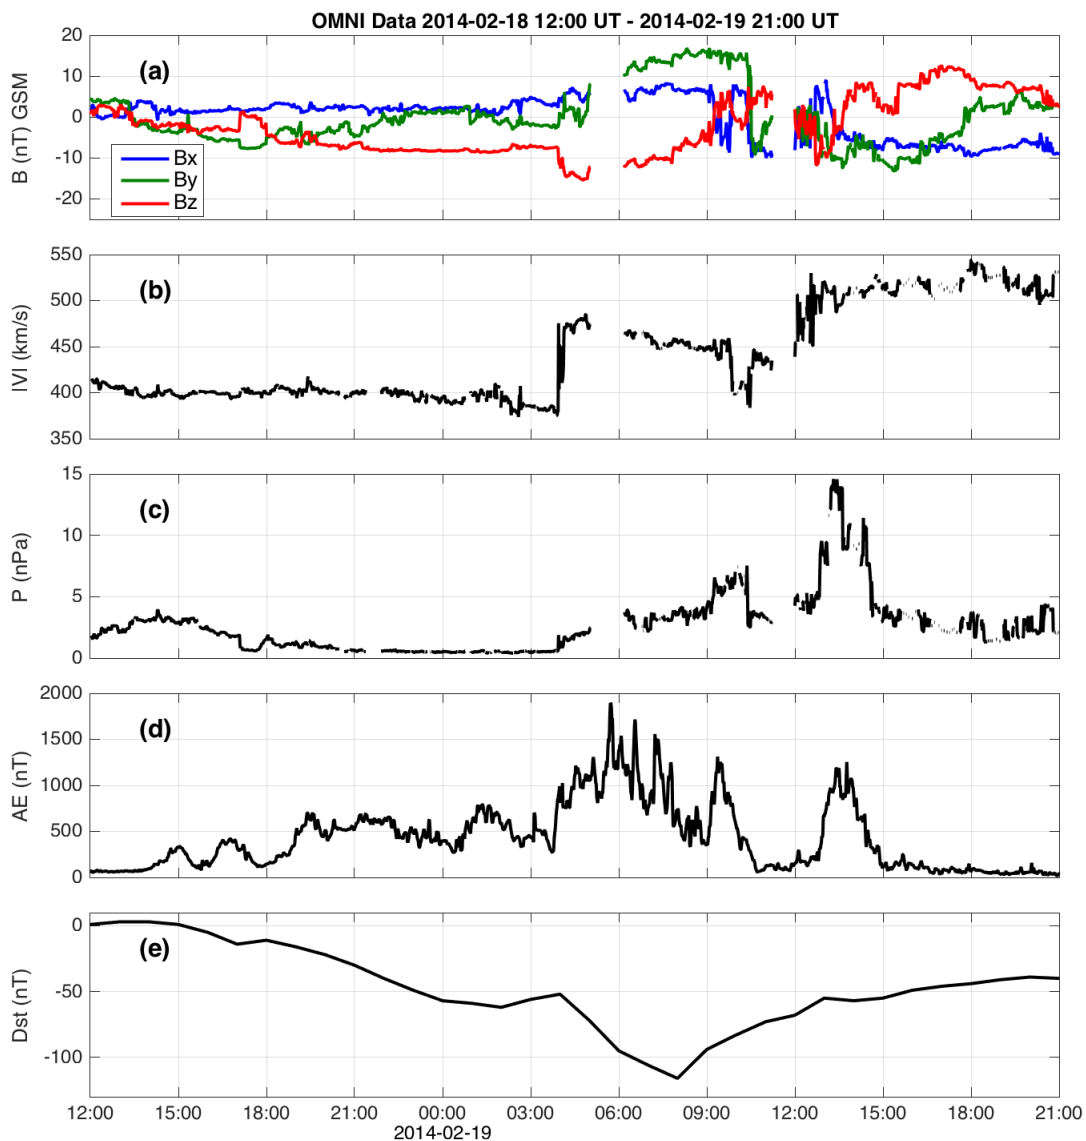 OMNI Data 2014-02-18 12:00 UT - 2014-02-19 21:00 UT
(a)
B (nT) GSM
20
10
0
-10
-20
Bx
By
Bz
(b)
|V| (km/s)
550
500
450
400
350
(c)
P (nPa)
15
10
5
0
(d)
AE (nT)
2000
1500
1000
500
0
(e)
Dst (nT)
0
-50
-100
12:00 15:00 18:00 21:00 00:00 03:00 06:00 09:00 12:00 15:00 18:00 21:00
2014-02-19